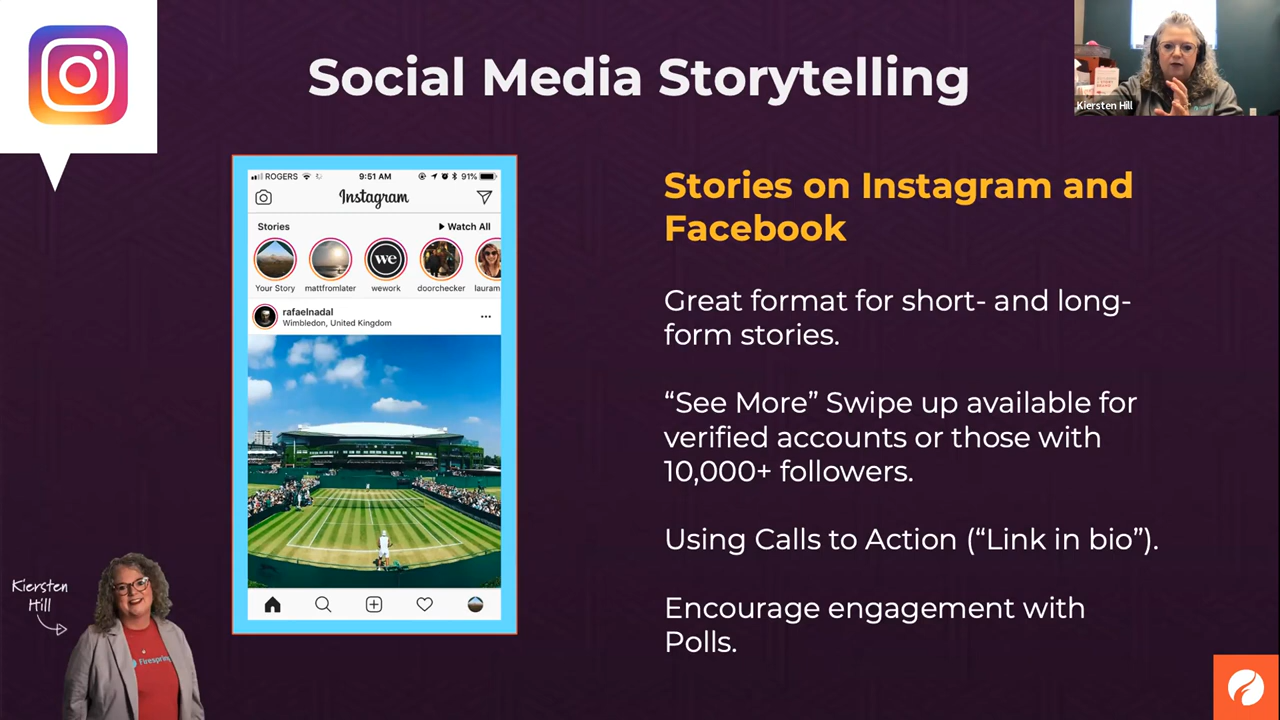 Social Media Storytelling
Kiersten Hill
ROGERS
9:51 AM
91%
Instagram
Stories
Watch All
we
Your Story
mattfromlater
wework
doorchecker
lauram
rafaelnadal
Wimbledon, United Kingdom
Stories on Instagram and
Facebook
Great format for short- and long-
form stories.
“See More” Swipe up available for
verified accounts or those with
10,000+ followers.
Using Calls to Action (“Link in bio”).
Encourage engagement with
Polls.
Kiersten
Hill
Firespring